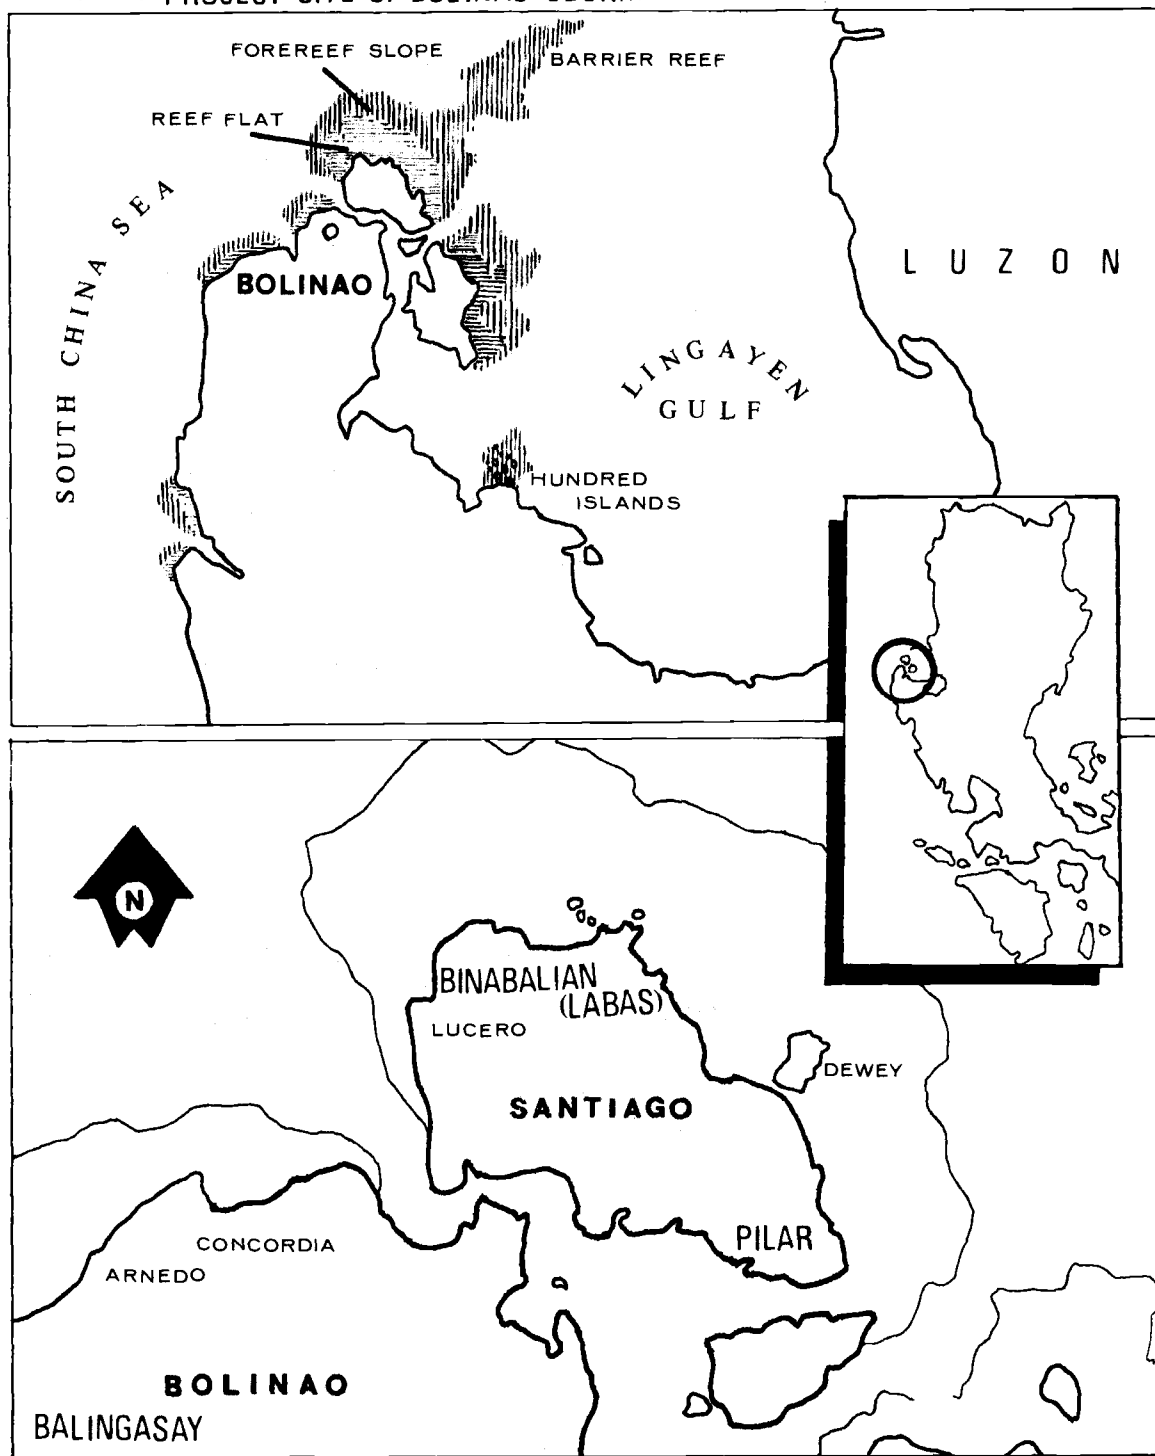 FOREREEF SLOPE
BARRIER REEF
REEF FLAT
SOUTH CHINA SEA
BOLINAO
LUZON
LINGAYEN
GULF
HUNDRED
ISLANDS
N
BINABALIAN
(LABAS)
LUCERO
DEWEY
SANTIAGO
PILAR
CONCORDIA
ARNEDO
BOLINAO
BALINGASAY